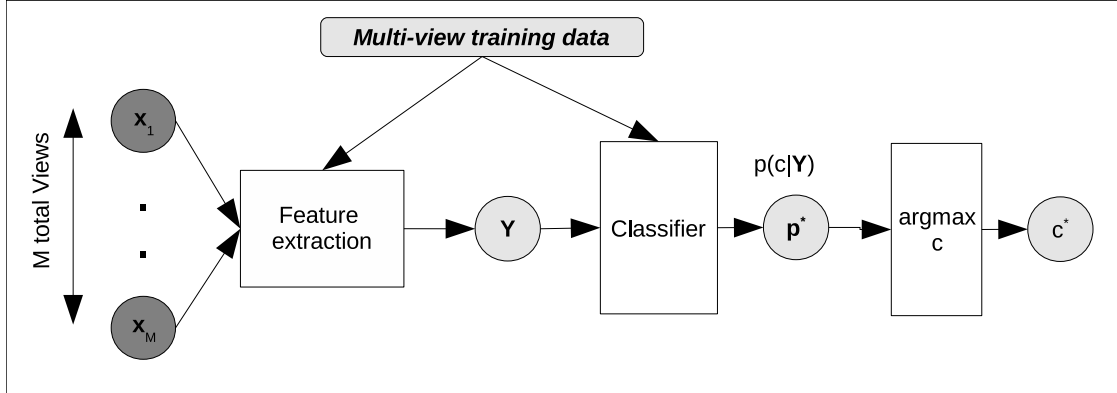 Multi-view training data
M total Views
x1
.
.
xM
Feature
extraction
Y
Classifier
p(c|Y)
p*
argmax
c
c*